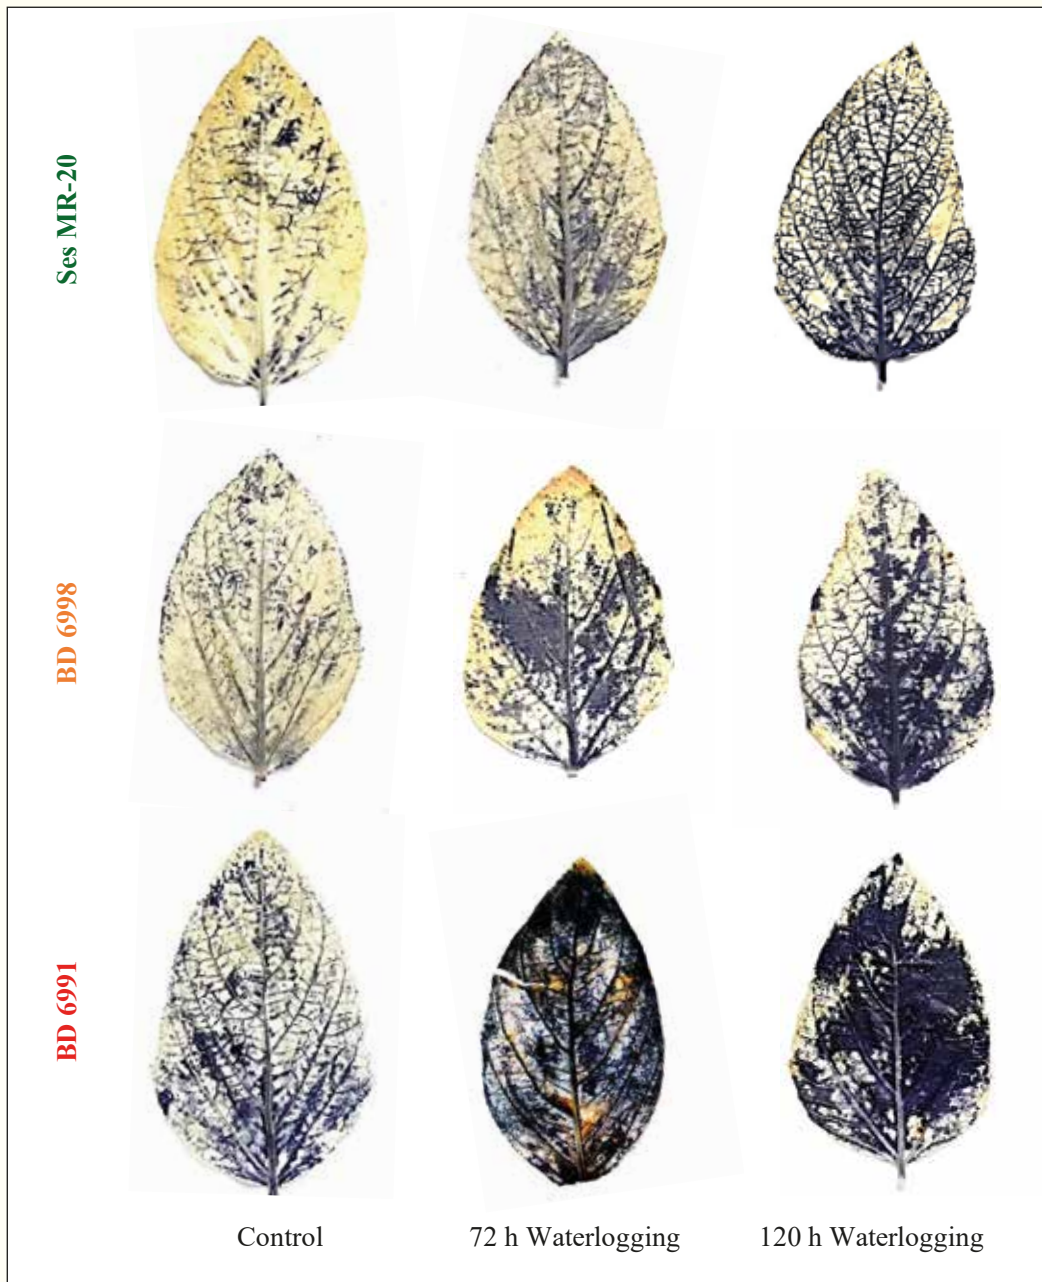 Ses MR-20
BD 6998
BD 6991
Control
72 h Waterlogging
120 h Waterlogging